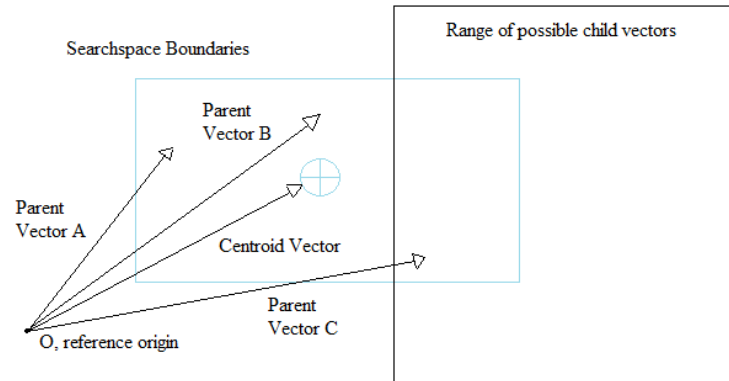 Range of possible child vectors
Searchspace Boundaries
Parent
Vector B
Parent
Vector A
Centroid Vector
Parent
Vector C
O, reference origin